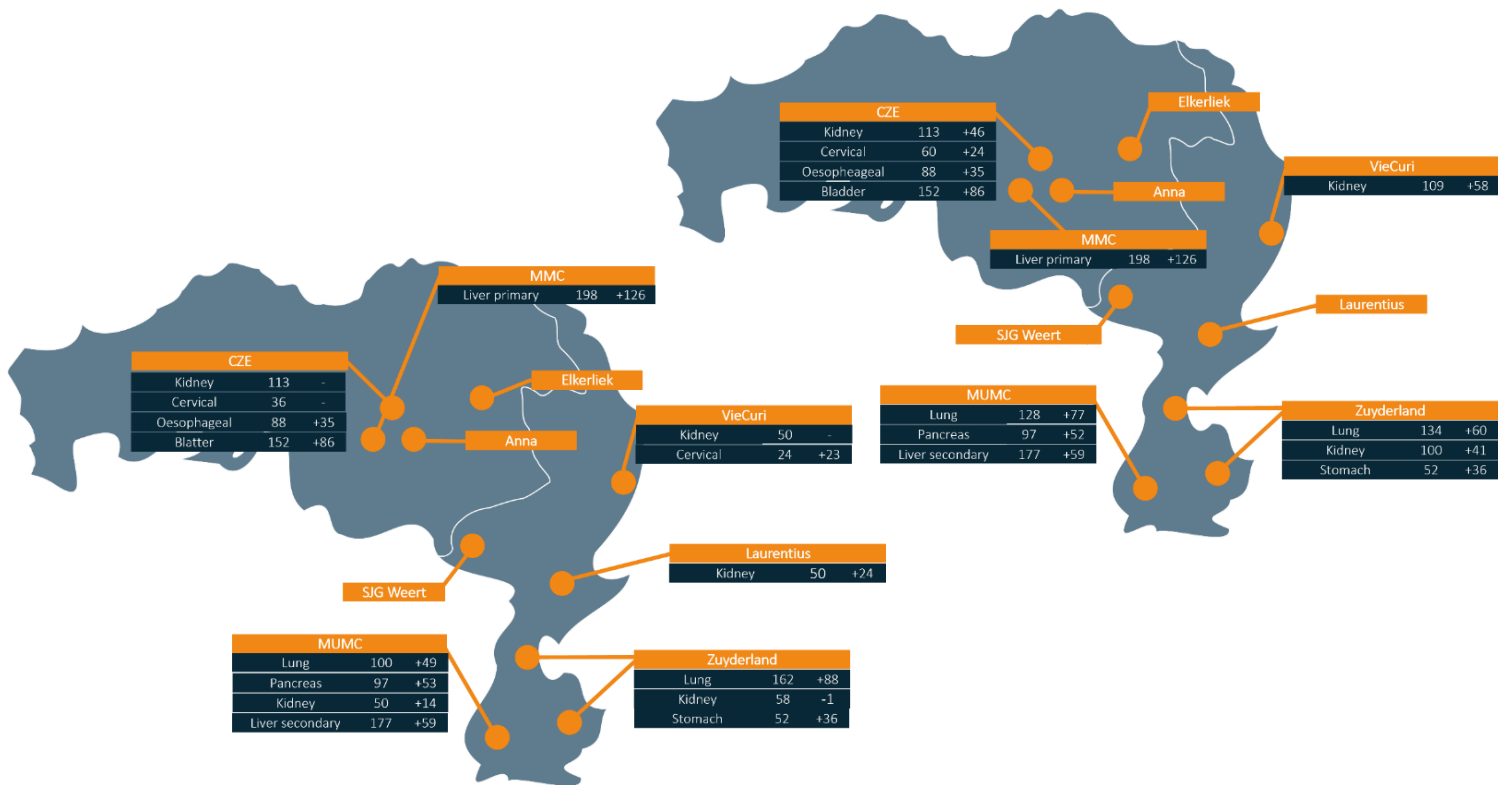 Elkerliek
CZE
Kidney 113 +46
Cervical 60 +24
Oesopheageal 88 +35
Bladder 152 +86
VieCuri
Kidney 109 +58
Anna
MMC
Liver primary 198 +126
Laurentius
SJG Weert
MUMC
Lung 128 +77
Pancreas 97 +52
Liver secondary 177 +59
Zuyderland
Lung 134 +60
Kidney 100 +41
Stomach 52 +36
MMC
Liver primary 198 +126
CZE
Kidney 113 -
Cervical 36 -
Oesophageal 88 +35
Blatter 152 +86
Elkerliek
Anna
VieCuri
Kidney 50 -
Cervical 24 +23
Laurentius
Kidney 50 +24
SJG Weert
MUMC
Lung 100 +49
Pancreas 97 +53
Kidney 50 +14
Liver secondary 177 +59
Zuyderland
Lung 162 +88
Kidney 58 -1
Stomach 52 +36